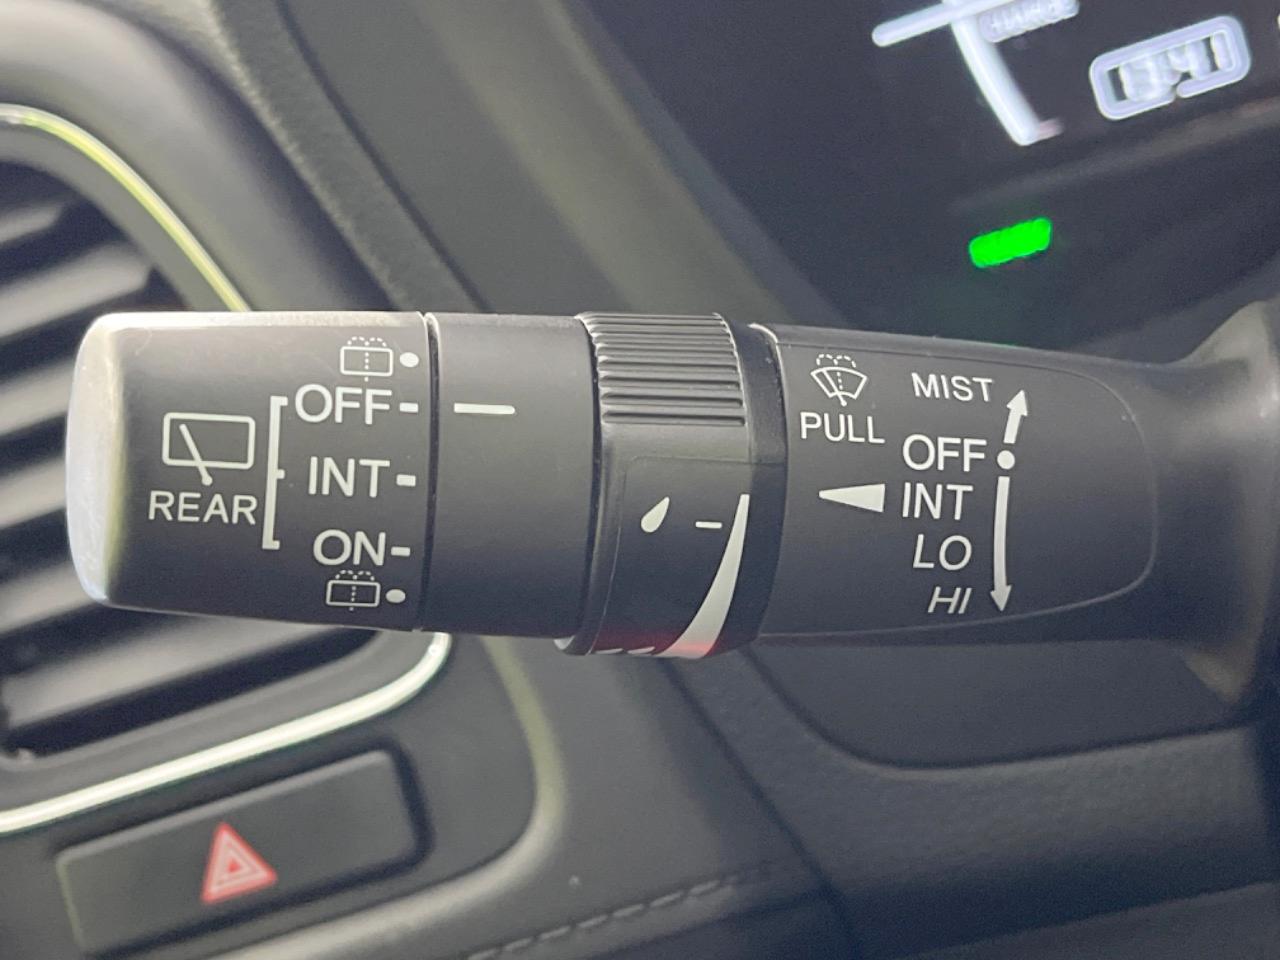 OFF
INT
ON
REAR
PULL
MIST
OFF
INT
LO
HI